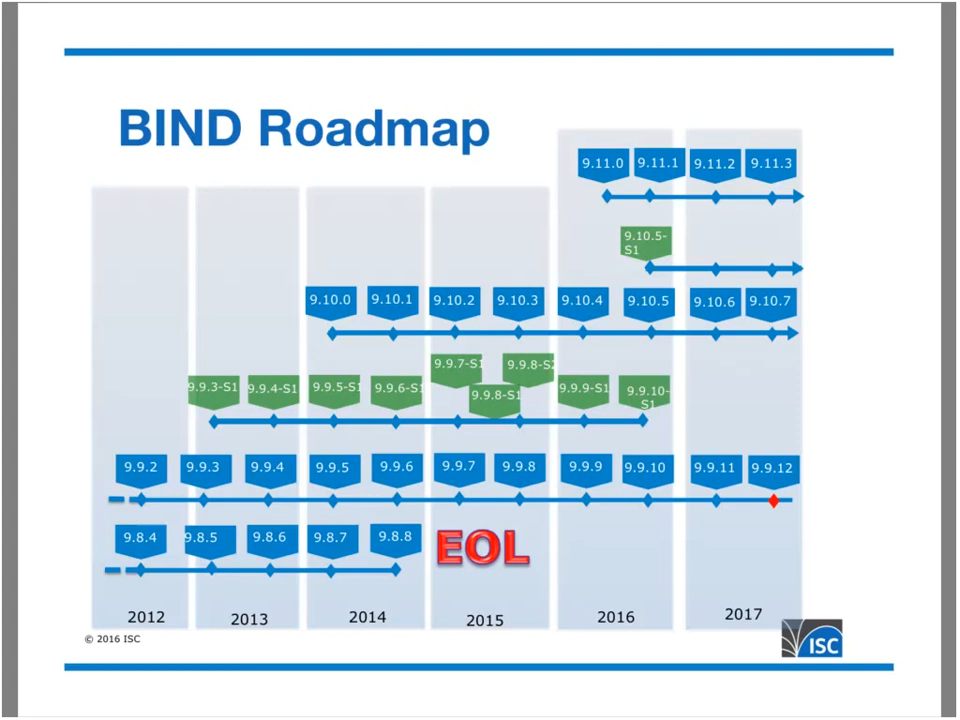 BIND Roadmap
9.11.0 9.11.1 9.11.2 9.11.3
9.10.5-
S1
9.10.0 9.10.1 9.10.2 9.10.3 9.10.4 9.10.5 9.10.6 9.10.7
9.9.7-S1 9.9.8-S2
9.9.3-S1 9.9.4-S1 9.9.5-S1 9.9.6-S1 9.9.8-S1 9.9.9-S1 9.9.10-
S1
9.9.2 9.9.3 9.9.4 9.9.5 9.9.6 9.9.7 9.9.8 9.9.9 9.9.10 9.9.11 9.9.12
9.8.4 9.8.5 9.8.6 9.8.7 9.8.8 EOL
2012 2013 2014 2015 2016 2017
© 2016 ISC
ISC